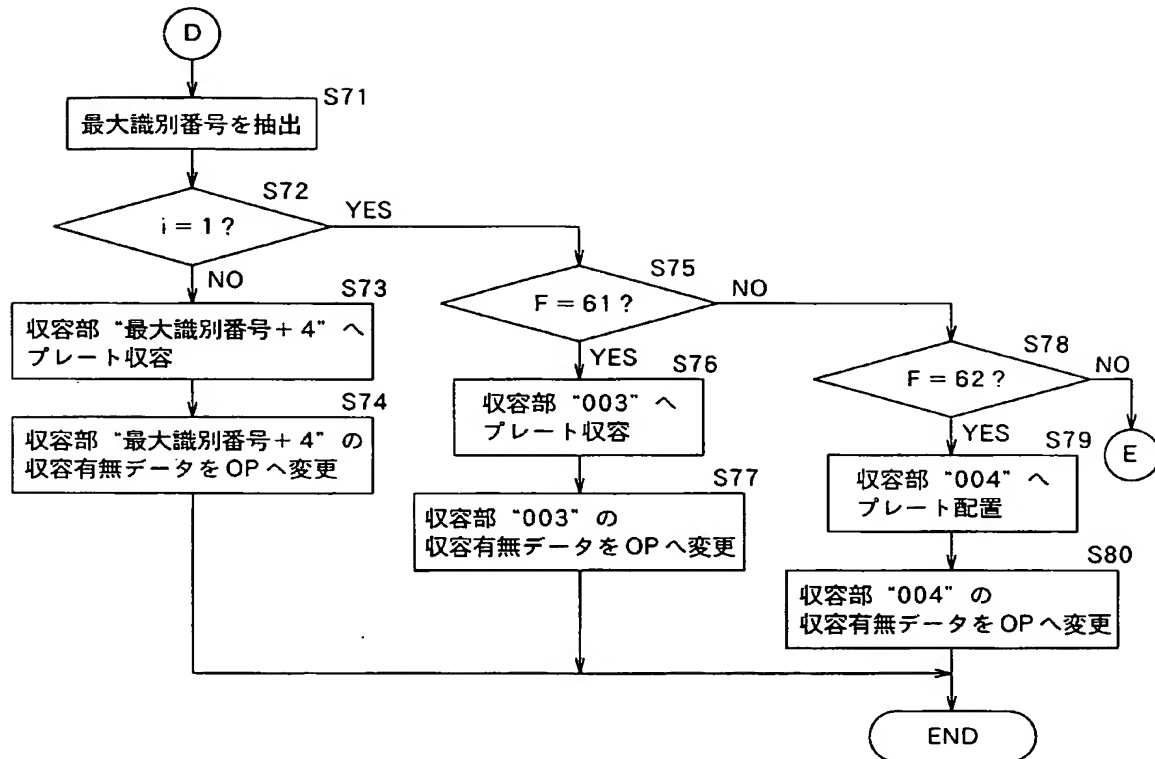 D
S71
最大識別番号を抽出
S72
i = 1 ?
YES
NO
S73
収容部 "最大識別番号+4" へ
プレート収容
S74
収容部 "最大識別番号+4" の
収容有無データをOPへ変更
S75
F = 61 ?
NO
YES
S76
収容部 "003" へ
プレート収容
S77
収容部 "003" の
収容有無データをOPへ変更
S78
F = 62 ?
NO
E
YES
S79
収容部 "004" へ
プレート配置
S80
収容部 "004" の
収容有無データをOPへ変更
END